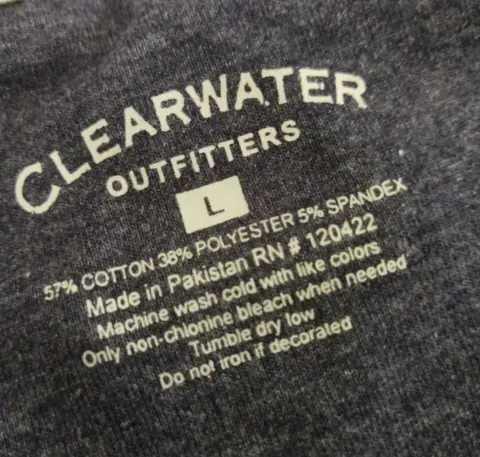 CLEARWATER
OUTFITTERS
L
57% COTTON 38% POLYESTER 5% SPANDEX
Made in Pakistan RN # 120422
Machine wash cold with like colors
Only non-chlonine bleach when needed
Tumble dry low
Do not iron if decorated